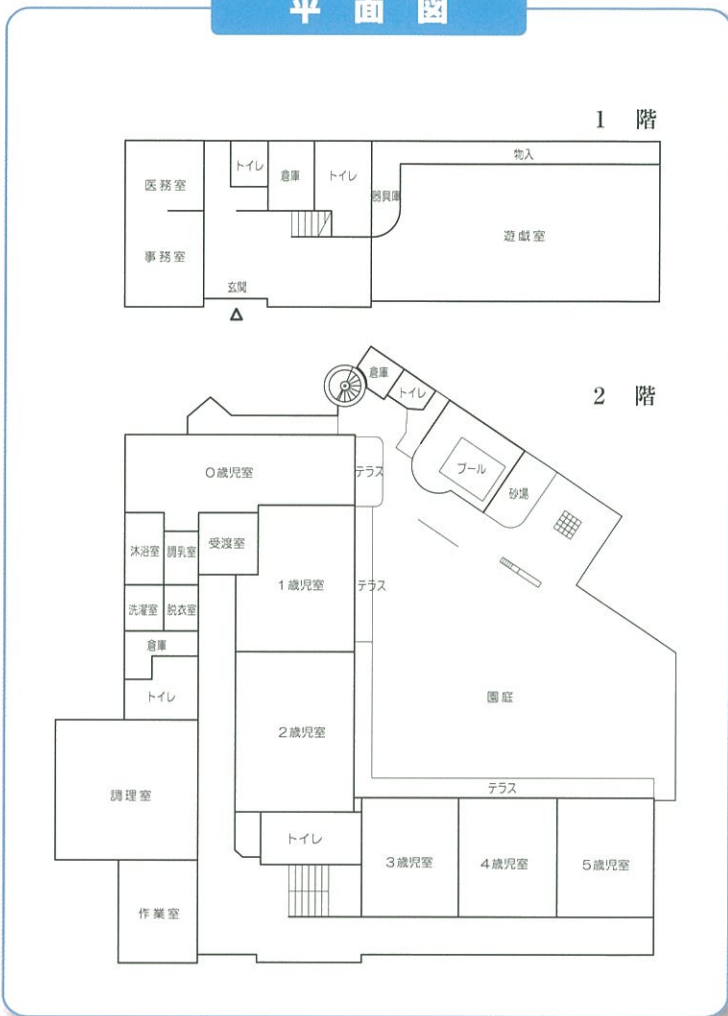 平面図
1 階
物入
トイレ
倉庫
トイレ
医務室
器具庫
遊戯室
事務室
玄関
2 階
倉庫
トイレ
プール
砂場
0歳児室
テラス
受渡室
沐浴室
調乳室
1歳児室
テラス
洗濯室
脱衣室
倉庫
トイレ
園庭
2歳児室
テラス
調理室
トイレ
3歳児室
4歳児室
5歳児室
作業室